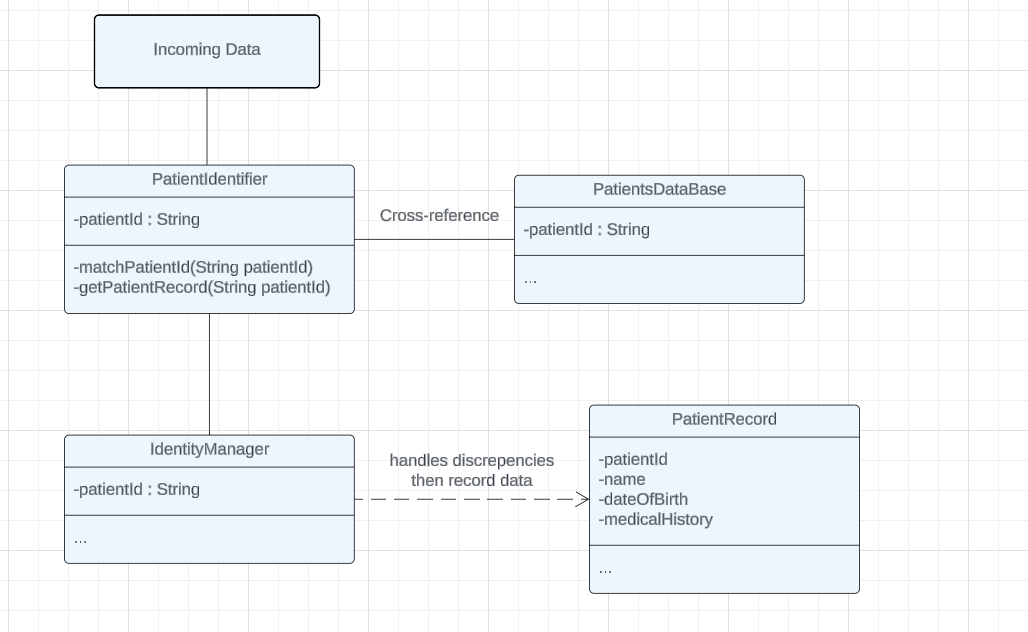 Incoming Data
PatientIdentifier
-patientId : String
-matchPatientId(String patientId)
-getPatientRecord(String patientId)
Cross-reference
PatientsDataBase
-patientId : String
...
IdentityManager
-patientId : String
...
handles discrepencies
then record data
PatientRecord
-patientId
-name
-dateOfBirth
-medicalHistory
...